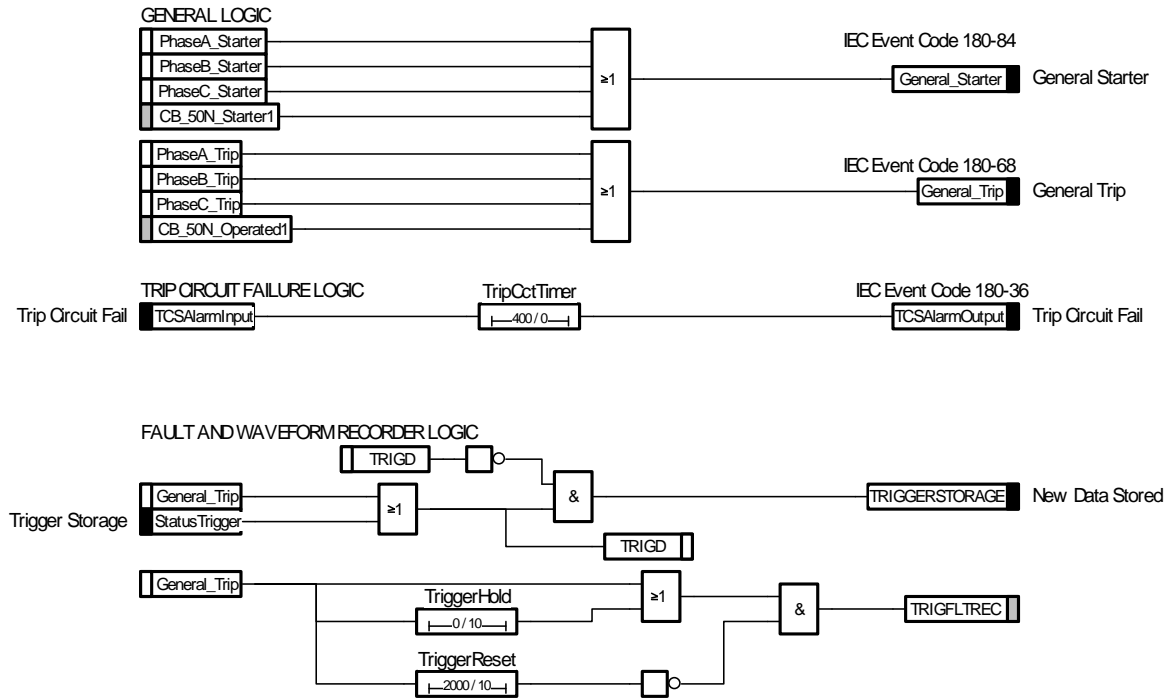 GENERAL LOGIC
PhaseA_Starter
PhaseB_Starter
PhaseC_Starter
CB_50N_Starter1
≥1
IEC Event Code 180-84
General_Starter
General Starter
PhaseA_Trip
PhaseB_Trip
PhaseC_Trip
CB_50N_Operated1
≥1
IEC Event Code 180-68
General_Trip
General Trip
TRIP CIRCUIT FAILURE LOGIC
Trip Circuit Fail
TCSAlarmInput
TripCctTimer
400 / 0
IEC Event Code 180-36
TCSAlarmOutput
Trip Circuit Fail
FAULT AND WAVEFORM RECORDER LOGIC
TRIGD
General_Trip
Trigger Storage
StatusTrigger
≥1
&
TRIGGERSTORAGE
New Data Stored
TRIGD
General_Trip
TriggerHold
0 / 10
≥1
&
TRIGFLTREC
TriggerReset
2000 / 10